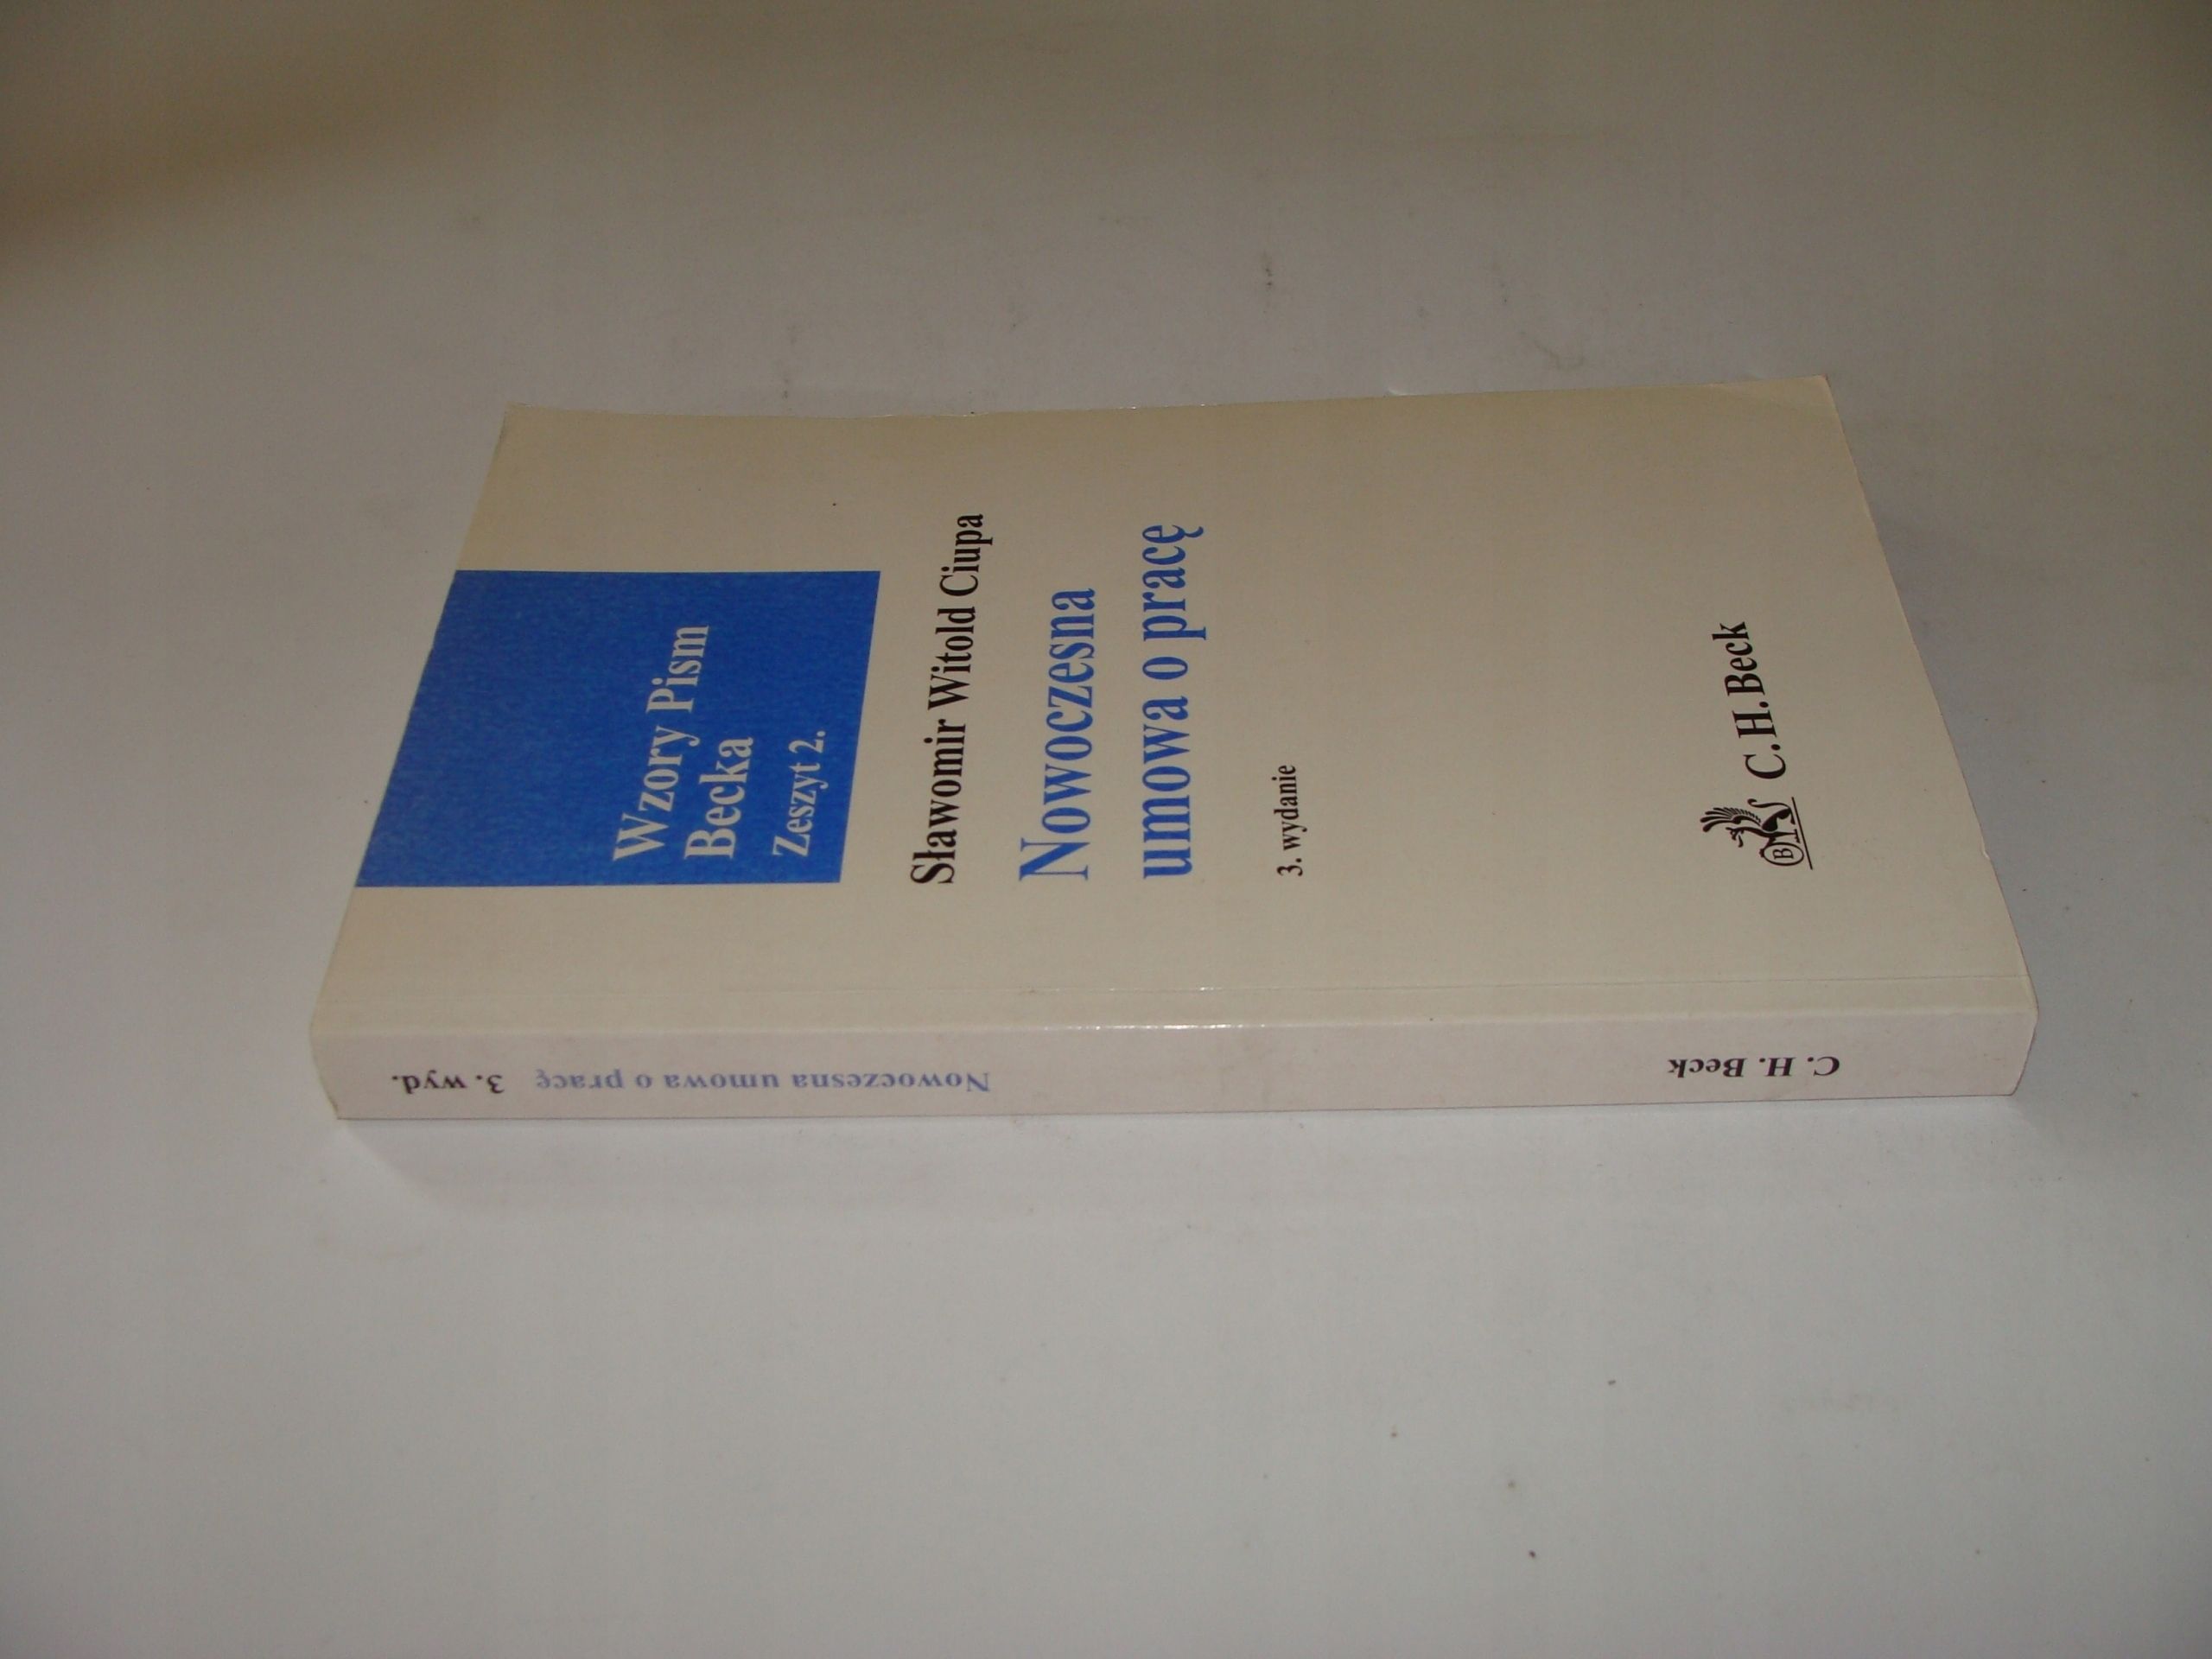 Wzory Pism
Becka
Zeszyt 2.
Sławomir Witold Ciupa
Nowoczesna
umowa o pracę
3. wydanie
B
C.H.Beck
C. H. Beck
Nowoczesna umowa o pracę
3. wyd.